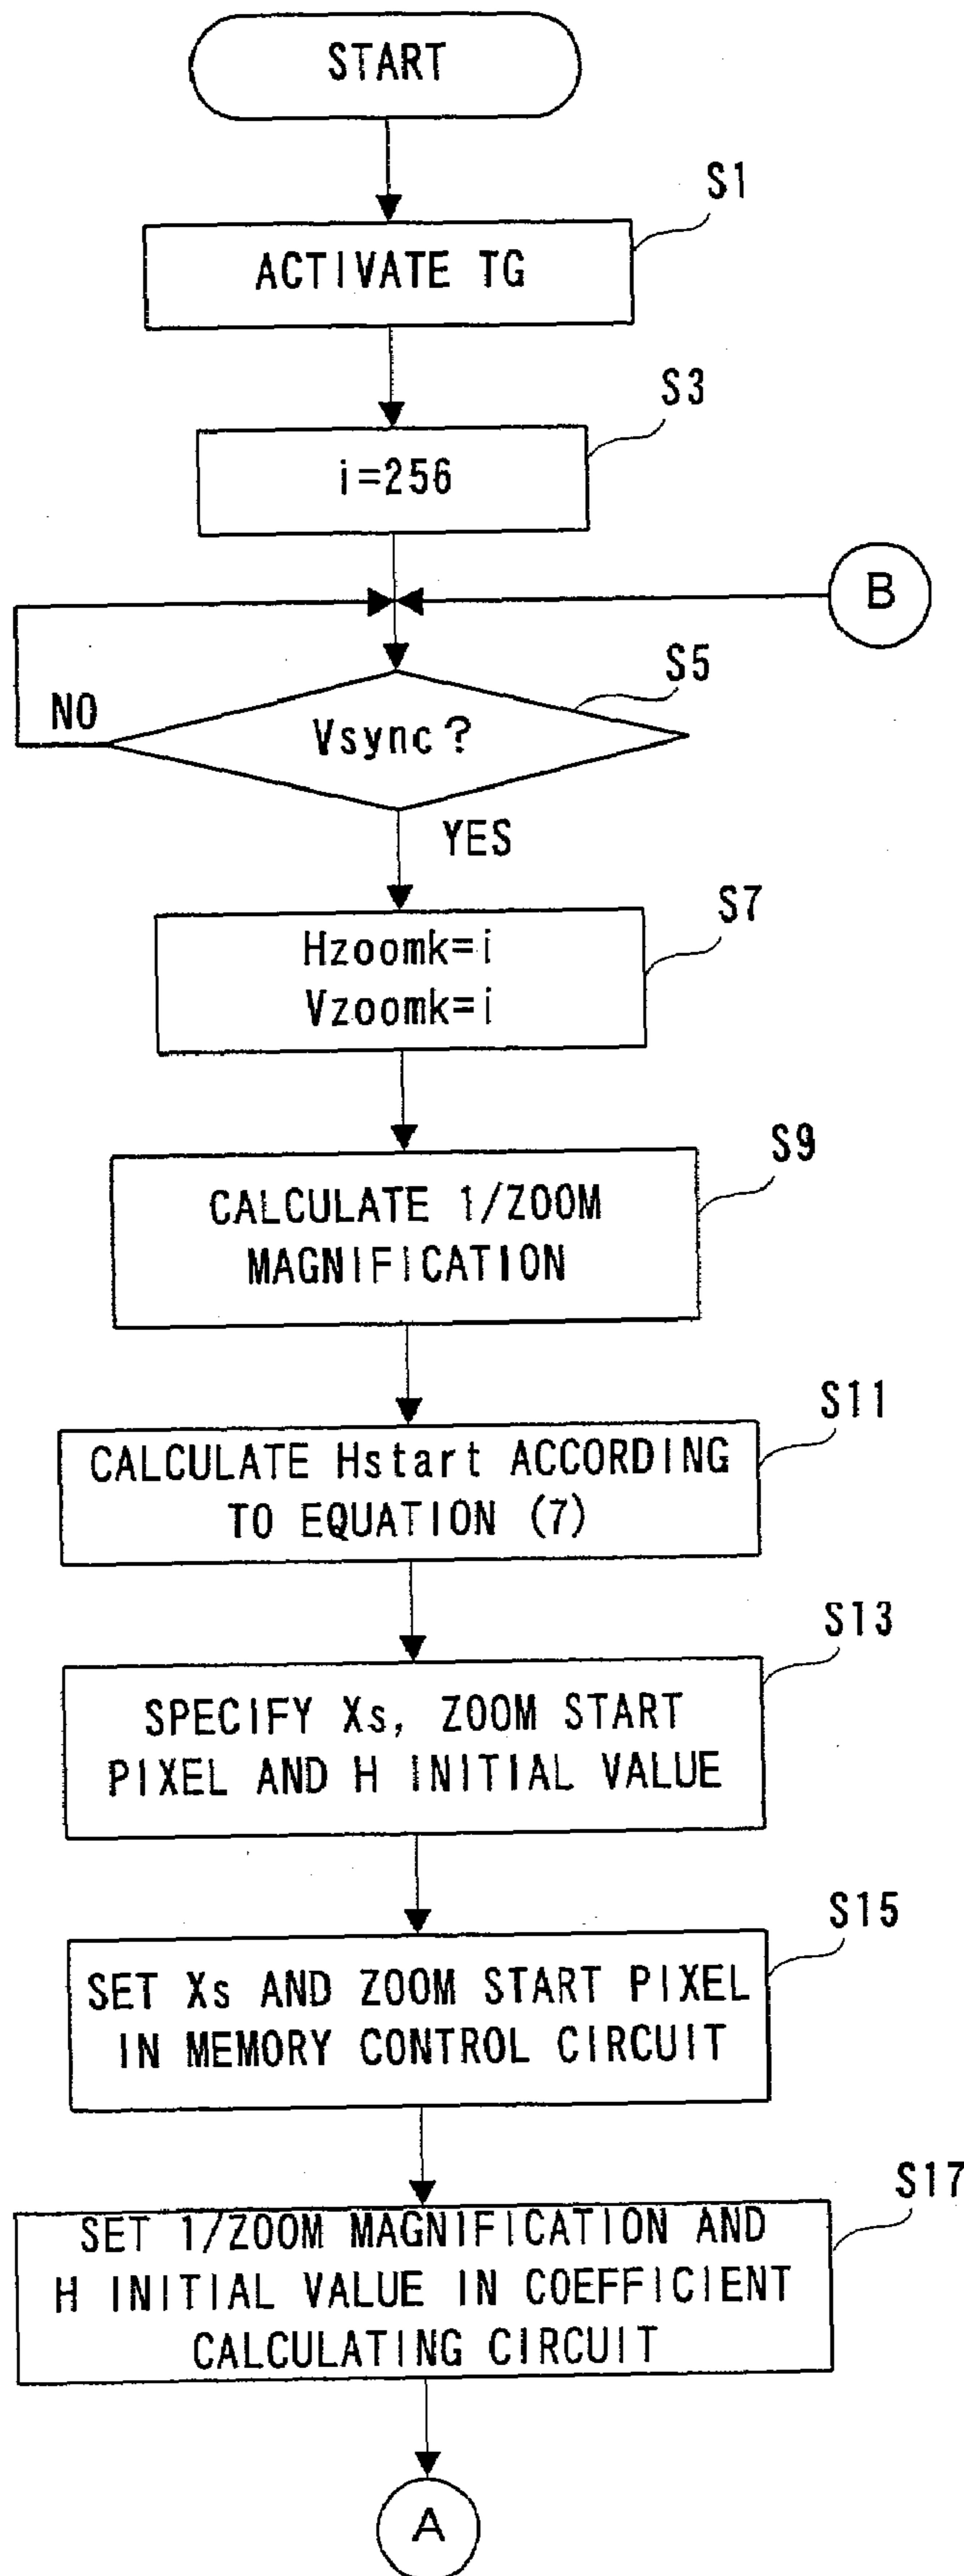 START
S1
ACTIVATE TG
S3
i=256
B
S5
NO
Vsync?
YES
S7
Hzoomk=i
Vzoomk=i
S9
CALCULATE 1/ZOOM
MAGNIFICATION
S11
CALCULATE Hstart ACCORDING
TO EQUATION (7)
S13
SPECIFY Xs, ZOOM START
PIXEL AND H INITIAL VALUE
S15
SET Xs AND ZOOM START PIXEL
IN MEMORY CONTROL CIRCUIT
S17
SET 1/ZOOM MAGNIFICATION AND
H INITIAL VALUE IN COEFFICIENT
CALCULATING CIRCUIT
A